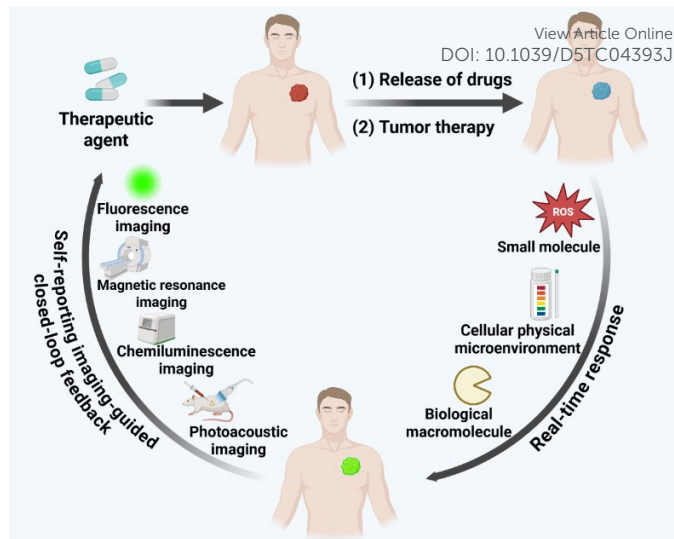 View Article Online
DOI: 10.1039/D5TC04393J
(1) Release of drugs
(2) Tumor therapy
Therapeutic
agent
Fluorescence
imaging
Magnetic resonance
imaging
Chemiluminescence
imaging
Photoacoustic
imaging
Self-reporting imaging-guided
closed-loop feedback
ROS
Small molecule
Cellular physical
microenvironment
Biological
macromolecule
Real-time response